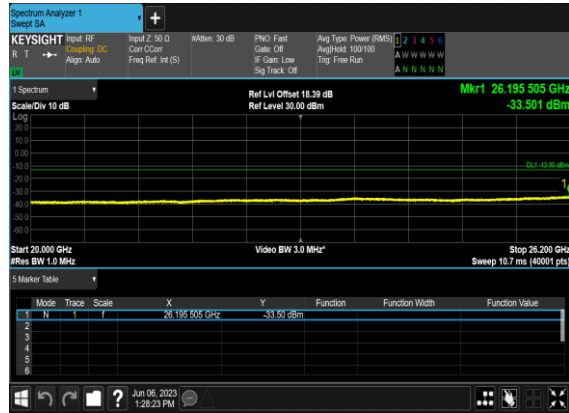 Spectrum Analyzer 1
Swept SA
+
KEYSIGHT Input: RF Input Z: 50 Ω #Atten: 30 dB PNO: Fast Avg Type: Power (RMS) 1 2 3 4 5 6
R T Coupling: DC Corr CCorr Gate: Off Avg|Hold: 100/100 A W W W W W
Align: Auto Freq Ref: Int (S) IF Gain: Low Trig: Free Run
Sig Track: Off A N N N N N
1 Spectrum Ref Lvl Offset 18.39 dB Mkr1 26.195 505 GHz
Scale/Div 10 dB Ref Level 30.00 dBm -33.501 dBm
Log
20.0
10.0
0.00
-10.0
DL1 -13.00 dBm
-20.0
1
-30.0
-40.0
-50.0
-60.0
Start 20.000 GHz Video BW 3.0 MHz* Stop 26.200 GHz
#Res BW 1.0 MHz Sweep 10.7 ms (40001 pts)
5 Marker Table
Mode Trace Scale X Y Function Function Width Function Value
1 N 1 f 26.195 505 GHz -33.50 dBm
2
3
4
5
6
? Jun 06, 2023
1:28:23 PM